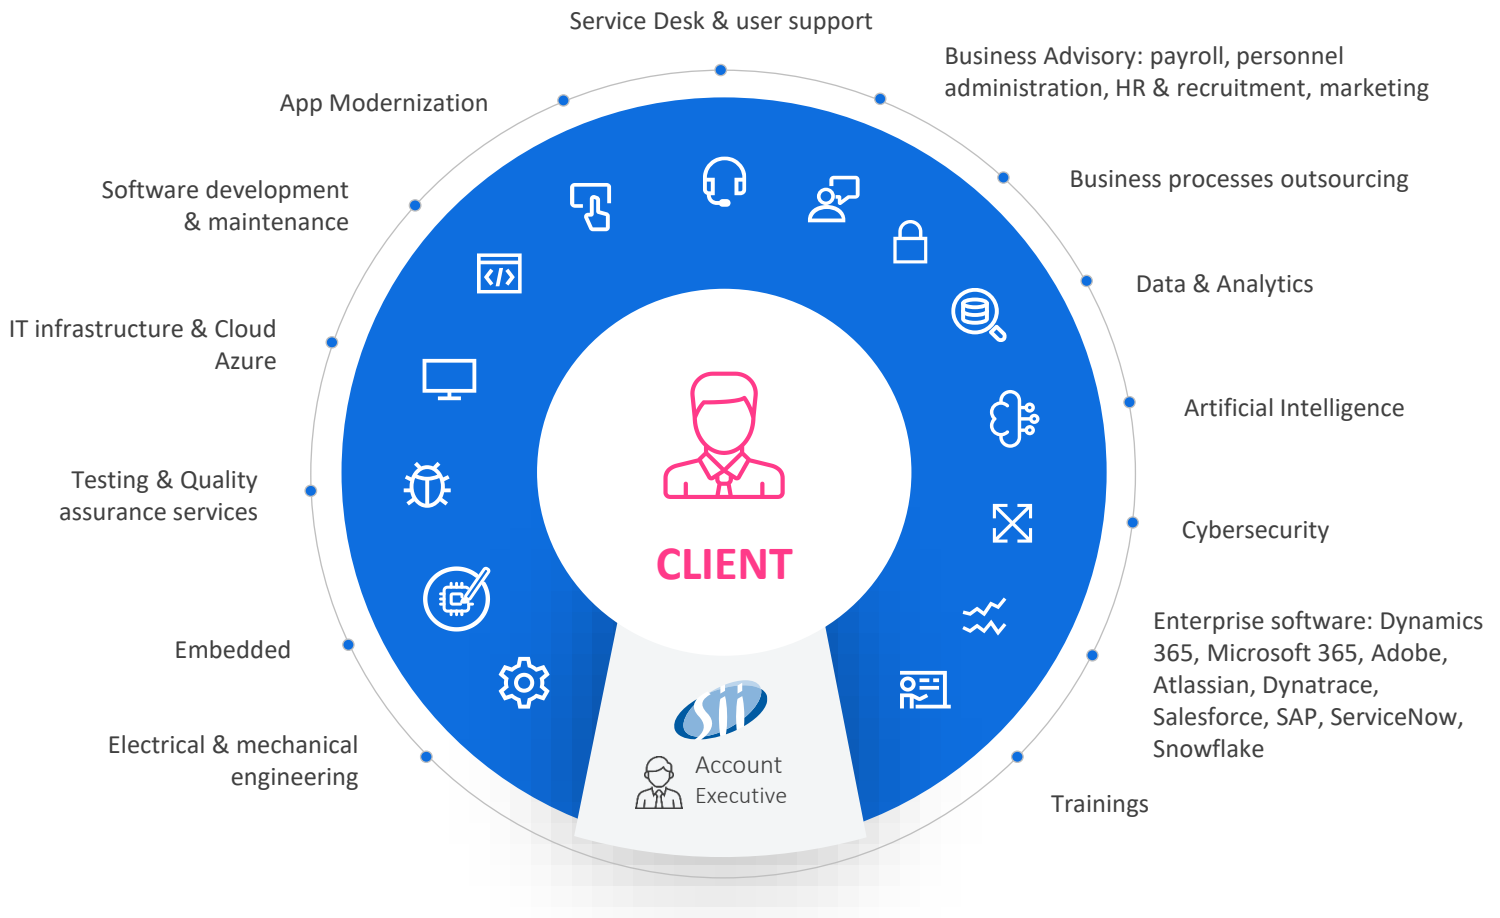 Service Desk & user support
Business Advisory: payroll, personnel
administration, HR & recruitment, marketing
App Modernization
Business processes outsourcing
Software development
& maintenance
Data & Analytics
IT infrastructure & Cloud
Azure
Artificial Intelligence
Testing & Quality
assurance services
Cybersecurity
CLIENT
Enterprise software: Dynamics
365, Microsoft 365, Adobe,
Atlassian, Dynatrace,
Salesforce, SAP, ServiceNow,
Snowflake
Embedded
Sii
Electrical & mechanical
engineering
Account
Executive
Trainings